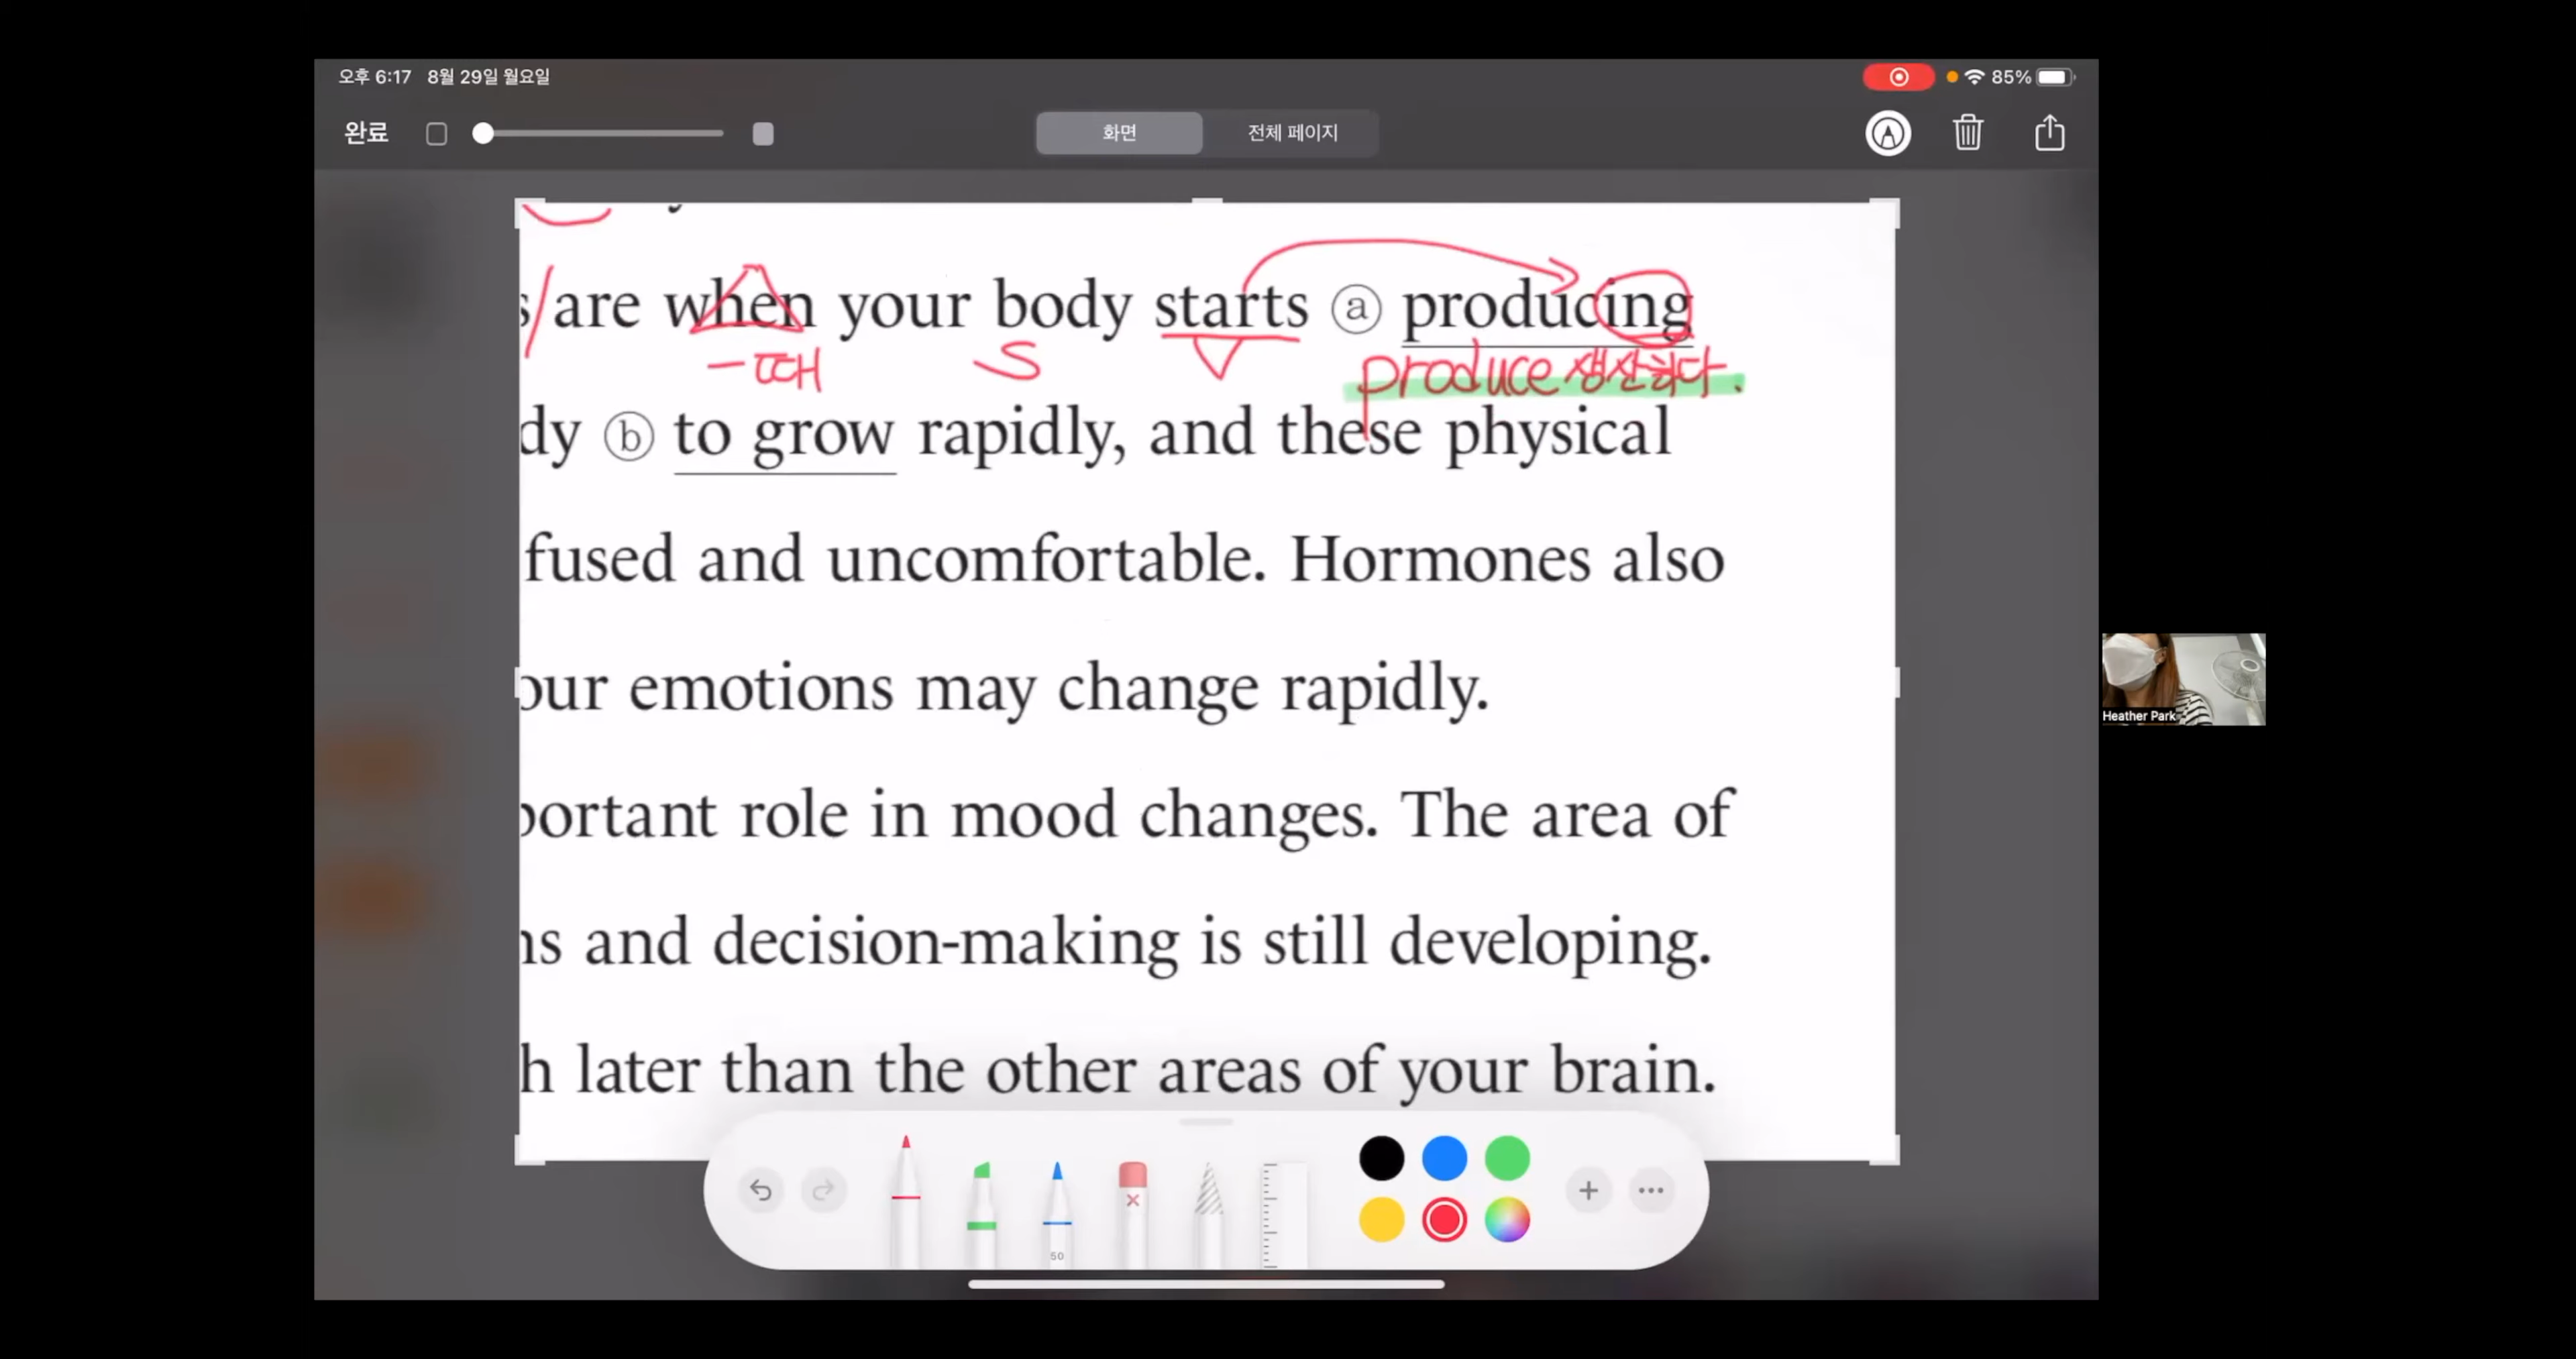 오후 6:17 8월 29일 월요일
85%
완료
화면 전체 페이지
are when your body starts ⓐ producing
-때 S V produce 생산하다.
dy ⓑ to grow rapidly, and these physical
fused and uncomfortable. Hormones also
our emotions may change rapidly.
portant role in mood changes. The area of
ns and decision-making is still developing.
h later than the other areas of your brain.
50
Heather Park